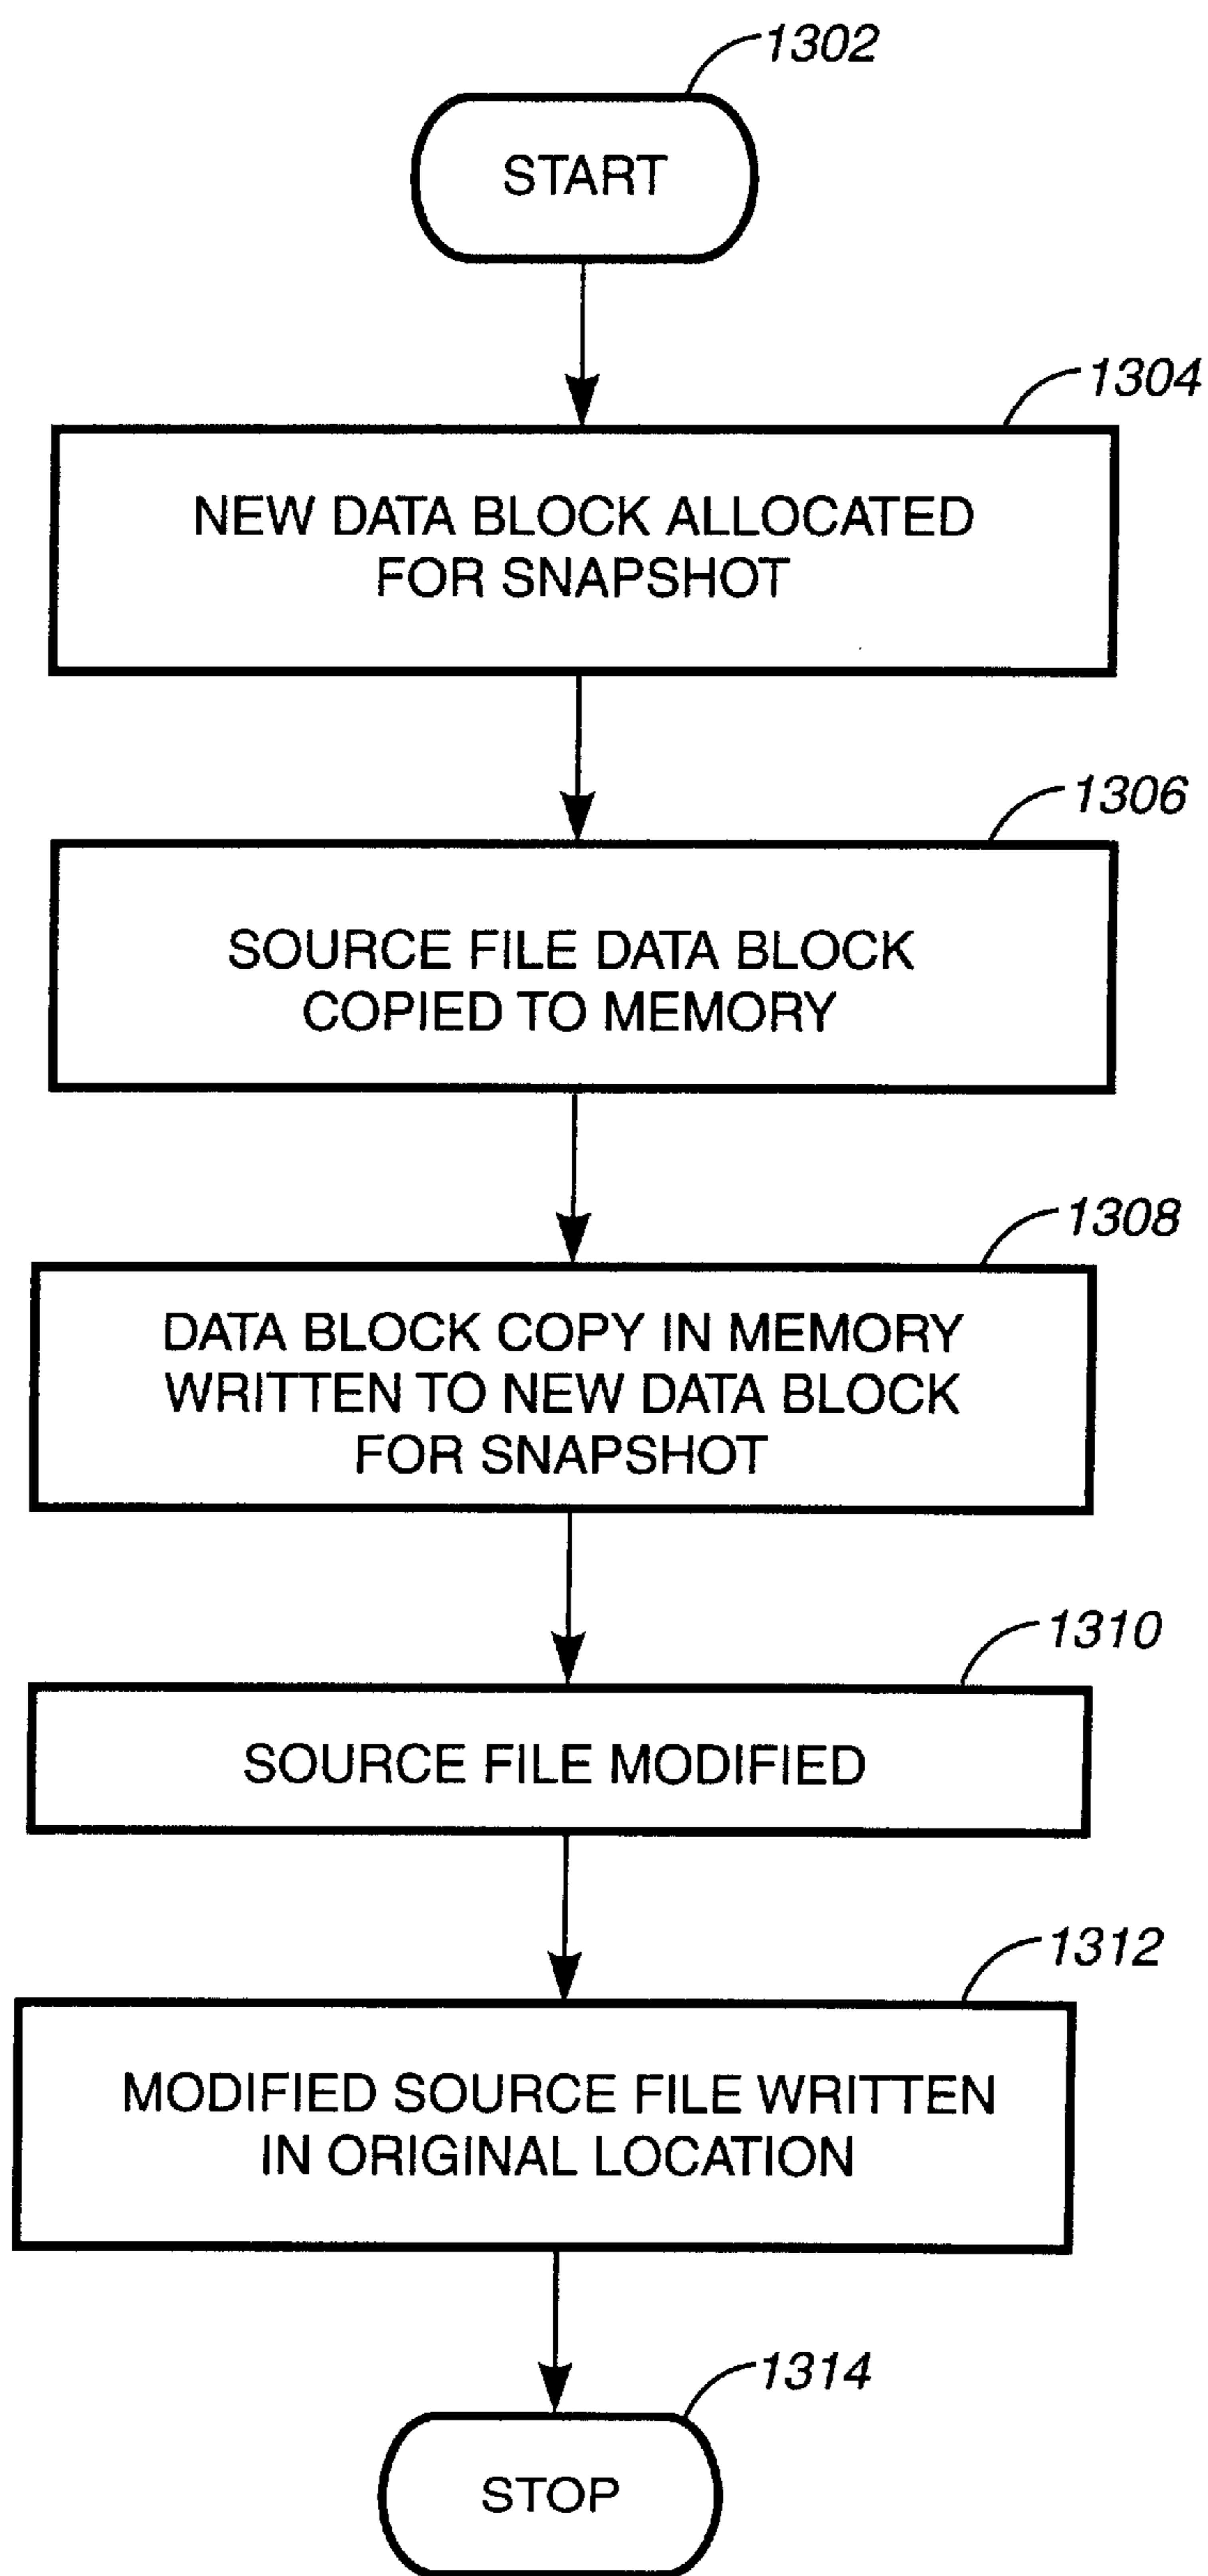 1302
START
1304
NEW DATA BLOCK ALLOCATED
FOR SNAPSHOT
1306
SOURCE FILE DATA BLOCK
COPIED TO MEMORY
1308
DATA BLOCK COPY IN MEMORY
WRITTEN TO NEW DATA BLOCK
FOR SNAPSHOT
1310
SOURCE FILE MODIFIED
1312
MODIFIED SOURCE FILE WRITTEN
IN ORIGINAL LOCATION
1314
STOP